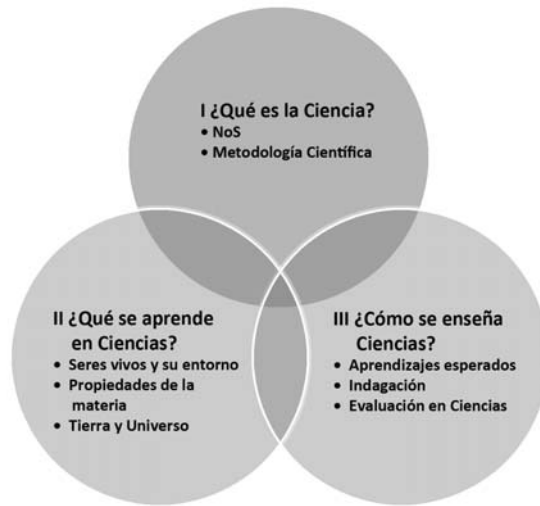 I ¿Qué es la Ciencia?
• NoS
• Metodología Científica
II ¿Qué se aprende
en Ciencias?
• Seres vivos y su entorno
• Propiedades de la
materia
• Tierra y Universo
III ¿Cómo se enseña
Ciencias?
• Aprendizajes esperados
• Indagación
• Evaluación en Ciencias